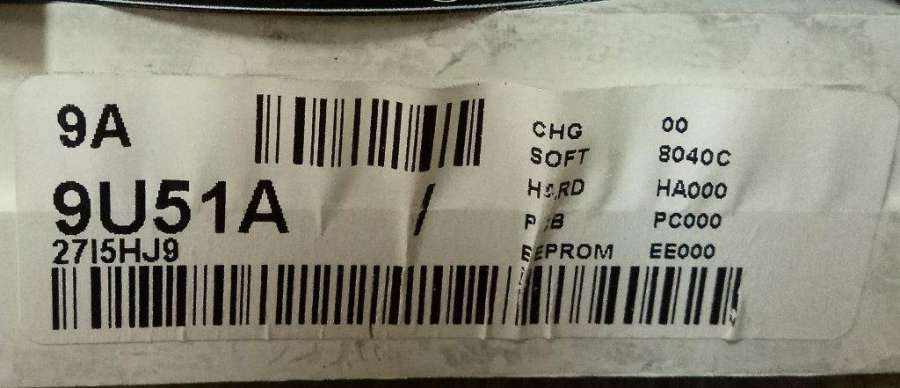 9A
9U51A /
27I5HJ9
CHG 00
SOFT 8040C
HARD HA000
PCB PC000
EEPROM EE000